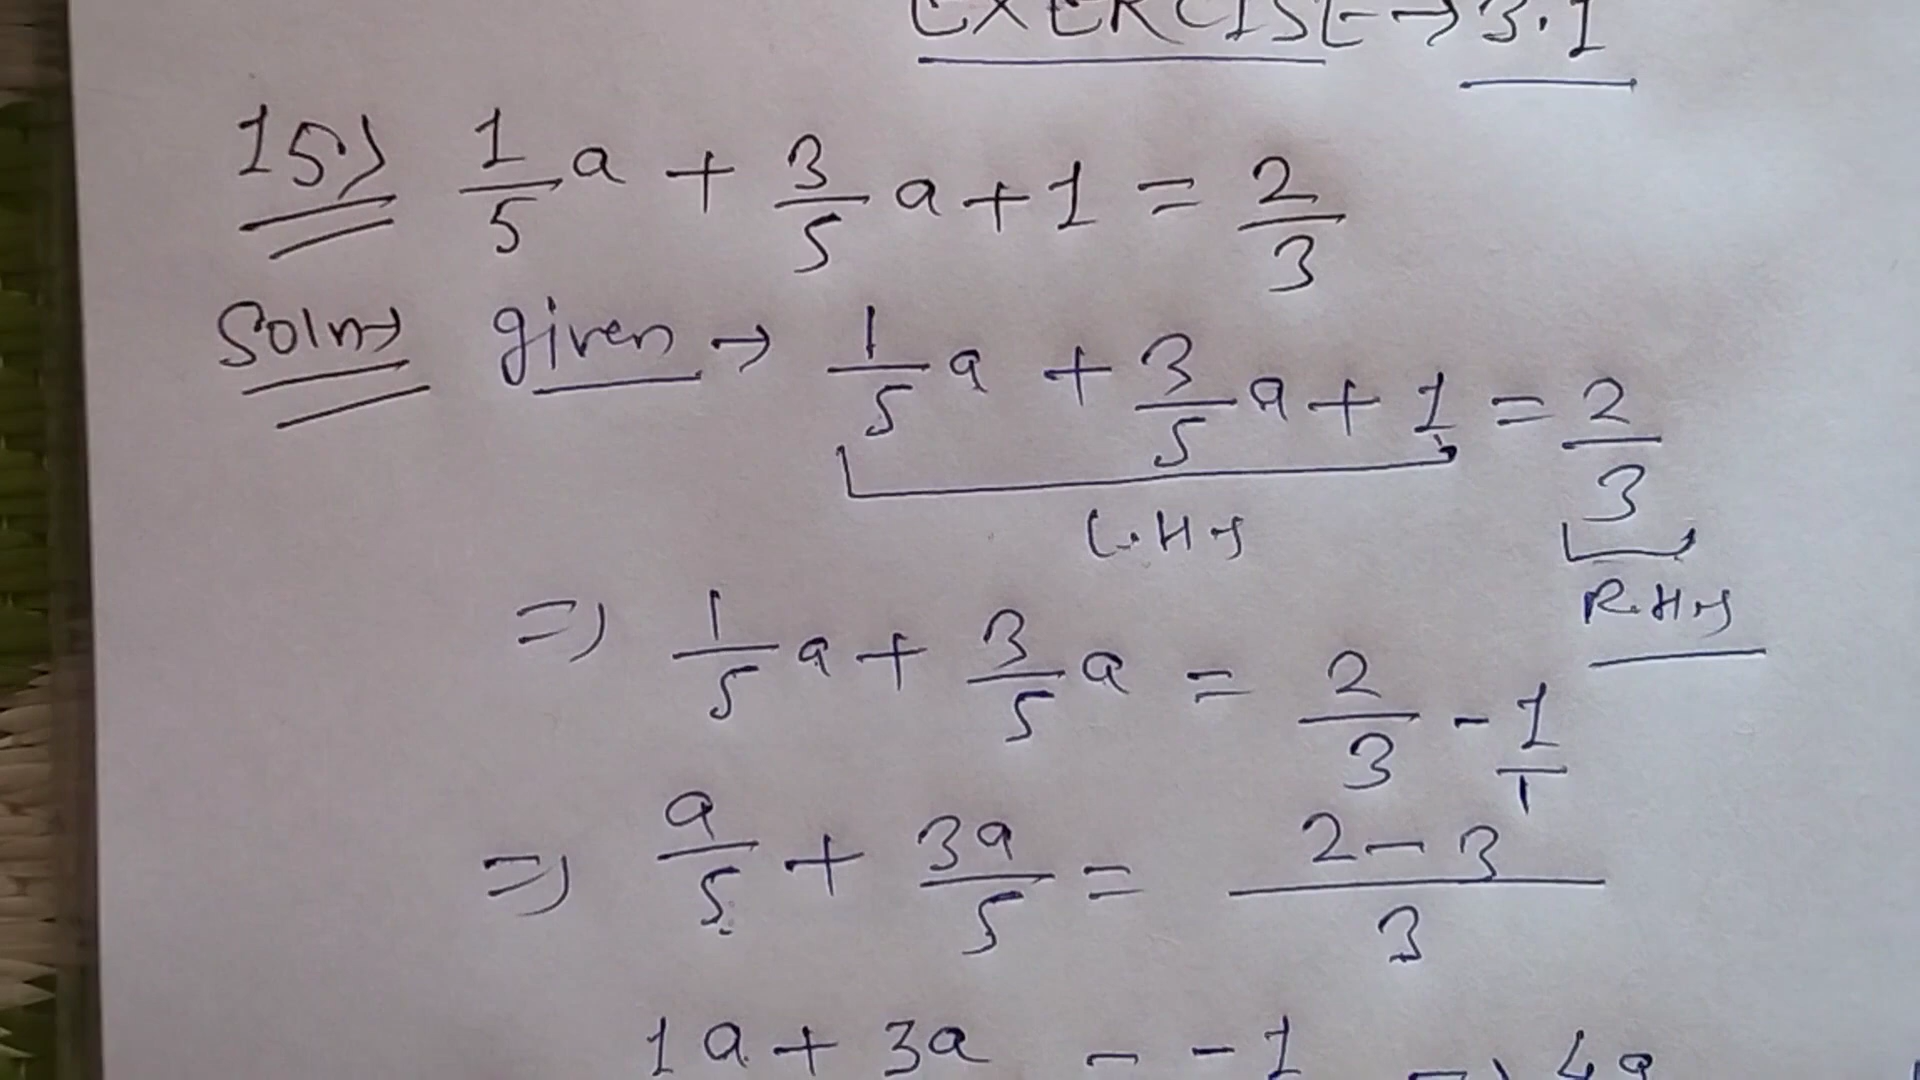 EXERCISE → 3.1
15) 1/5 a + 3/5 a + 1 = 2/3
Soln→ given → 1/5 a + 3/5 a + 1 = 2/3
L.H.S
R.H.S
=> 1/5 a + 3/5 a = 2/3 - 1/1
=> a/5 + 3a/5 = 2-3/3
1a + 3a = -1 => 4a